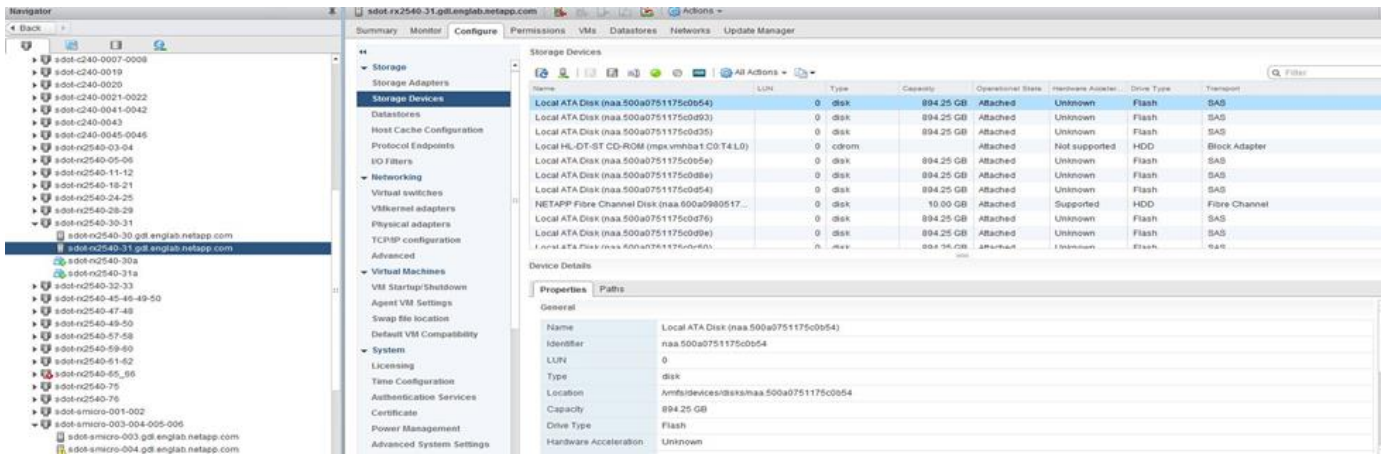 Navigator
Back
sdot-c240-0007-0008
sdot-c240-0019
sdot-c240-0020
sdot-c240-0021-0022
sdot-c240-0041-0042
sdot-c240-0043
sdot-c240-0045-0046
sdot-rx2540-03-04
sdot-rx2540-05-06
sdot-rx2540-11-12
sdot-rx2540-18-21
sdot-rx2540-24-25
sdot-rx2540-28-29
sdot-rx2540-30-31
sdot-rx2540-30.gdl.englab.netapp.com
sdot-rx2540-31.gdl.englab.netapp.com
sdot-rx2540-30a
sdot-rx2540-31a
sdot-rx2540-32-33
sdot-rx2540-45-46-49-50
sdot-rx2540-47-48
sdot-rx2540-49-50
sdot-rx2540-57-58
sdot-rx2540-59-60
sdot-rx2540-61-62
sdot-rx2540-65_66
sdot-rx2540-75
sdot-rx2540-76
sdot-smicro-001-002
sdot-smicro-003-004-005-006
sdot-smicro-003.gdl.englab.netapp.com
sdot-smicro-004.gdl.englab.netapp.com
sdot-rx2540-31.gdl.englab.netapp.com Actions
Summary Monitor Configure Permissions VMs Datastores Networks Update Manager
Storage
Storage Adapters
Storage Devices
Datastores
Host Cache Configuration
Protocol Endpoints
I/O Filters
Networking
Virtual switches
VMkernel adapters
Physical adapters
TCP/IP configuration
Advanced
Virtual Machines
VM Startup/Shutdown
Agent VM Settings
Swap file location
Default VM Compatibility
System
Licensing
Time Configuration
Authentication Services
Certificate
Power Management
Advanced System Settings
Storage Devices
All Actions Filter
Name LUN Type Capacity Operational State Hardware Acceler... Drive Type Transport
Local ATA Disk (naa.500a0751175c0b54) 0 disk 894.25 GB Attached Unknown Flash SAS
Local ATA Disk (naa.500a0751175c0d93) 0 disk 894.25 GB Attached Unknown Flash SAS
Local ATA Disk (naa.500a0751175c0d35) 0 disk 894.25 GB Attached Unknown Flash SAS
Local HL-DT-ST CD-ROM (mpx.vmhba1:C0:T4:L0) 0 cdrom Attached Not supported HDD Block Adapter
Local ATA Disk (naa.500a0751175c0b5e) 0 disk 894.25 GB Attached Unknown Flash SAS
Local ATA Disk (naa.500a0751175c0d8e) 0 disk 894.25 GB Attached Unknown Flash SAS
Local ATA Disk (naa.500a0751175c0d54) 0 disk 894.25 GB Attached Unknown Flash SAS
NETAPP Fibre Channel Disk (naa.600a0980517... 0 disk 10.00 GB Attached Supported HDD Fibre Channel
Local ATA Disk (naa.500a0751175c0d76) 0 disk 894.25 GB Attached Unknown Flash SAS
Local ATA Disk (naa.500a0751175c0d9e) 0 disk 894.25 GB Attached Unknown Flash SAS
Local ATA Disk 0 disk 894.25 GB Attached Unknown Flash SAS
Device Details
Properties Paths
General
Name Local ATA Disk (naa.500a0751175c0b54)
Identifier naa.500a0751175c0b54
LUN 0
Type disk
Location /vmfs/devices/disks/naa.500a0751175c0b54
Capacity 894.25 GB
Drive Type Flash
Hardware Acceleration Unknown